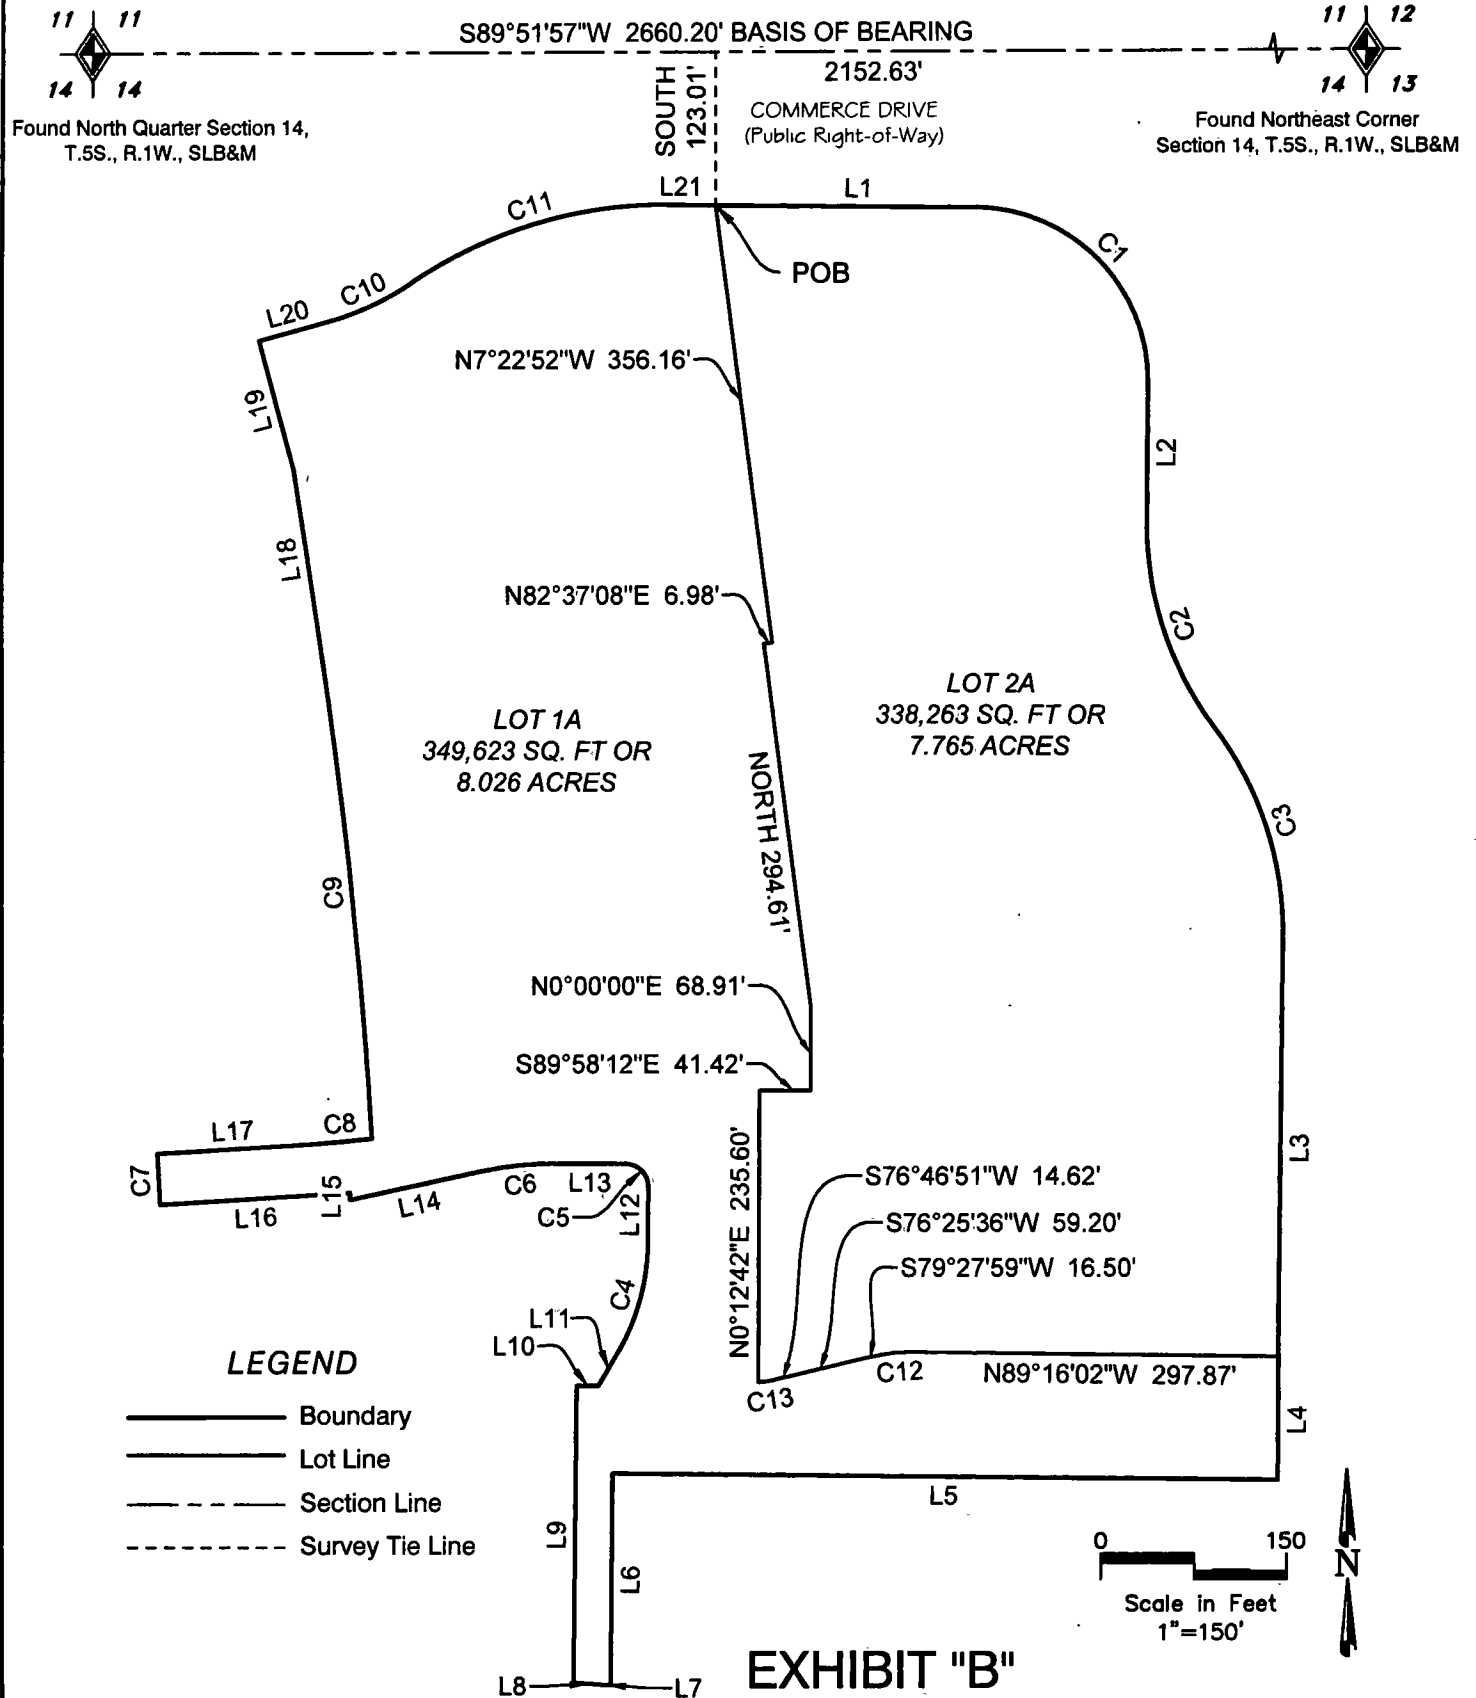 11 11
14 14
Found North Quarter Section 14,
T.5S., R.1W., SLB&M
S89°51'57"W 2660.20' BASIS OF BEARING
2152.63'
SOUTH
123.01'
COMMERCE DRIVE
(Public Right-of-Way)
11 12
14 13
Found Northeast Corner
Section 14, T.5S., R.1W., SLB&M
L21
L1
C11
C1
POB
C10
L20
N7°22'52"W 356.16'
L19
L2
L18
N82°37'08"E 6.98'
C2
LOT 1A
349,623 SQ. FT OR
8.026 ACRES
LOT 2A
338,263 SQ. FT OR
7.765 ACRES
NORTH 294.61'
C3
C9
N0°00'00"E 68.91'
S89°58'12"E 41.42'
L17
C8
C7
L16
L15
L14
C6
L13
C5
L12
N0°12'42"E 235.60'
S76°46'51"W 14.62'
S76°25'36"W 59.20'
S79°27'59"W 16.50'
L3
C4
L11
L10
C13
C12
N89°16'02"W 297.87'
L4
LEGEND
Boundary
Lot Line
Section Line
Survey Tie Line
L5
L9
L6
0 150
Scale in Feet
1"=150'
N
L8
L7
EXHIBIT "B"